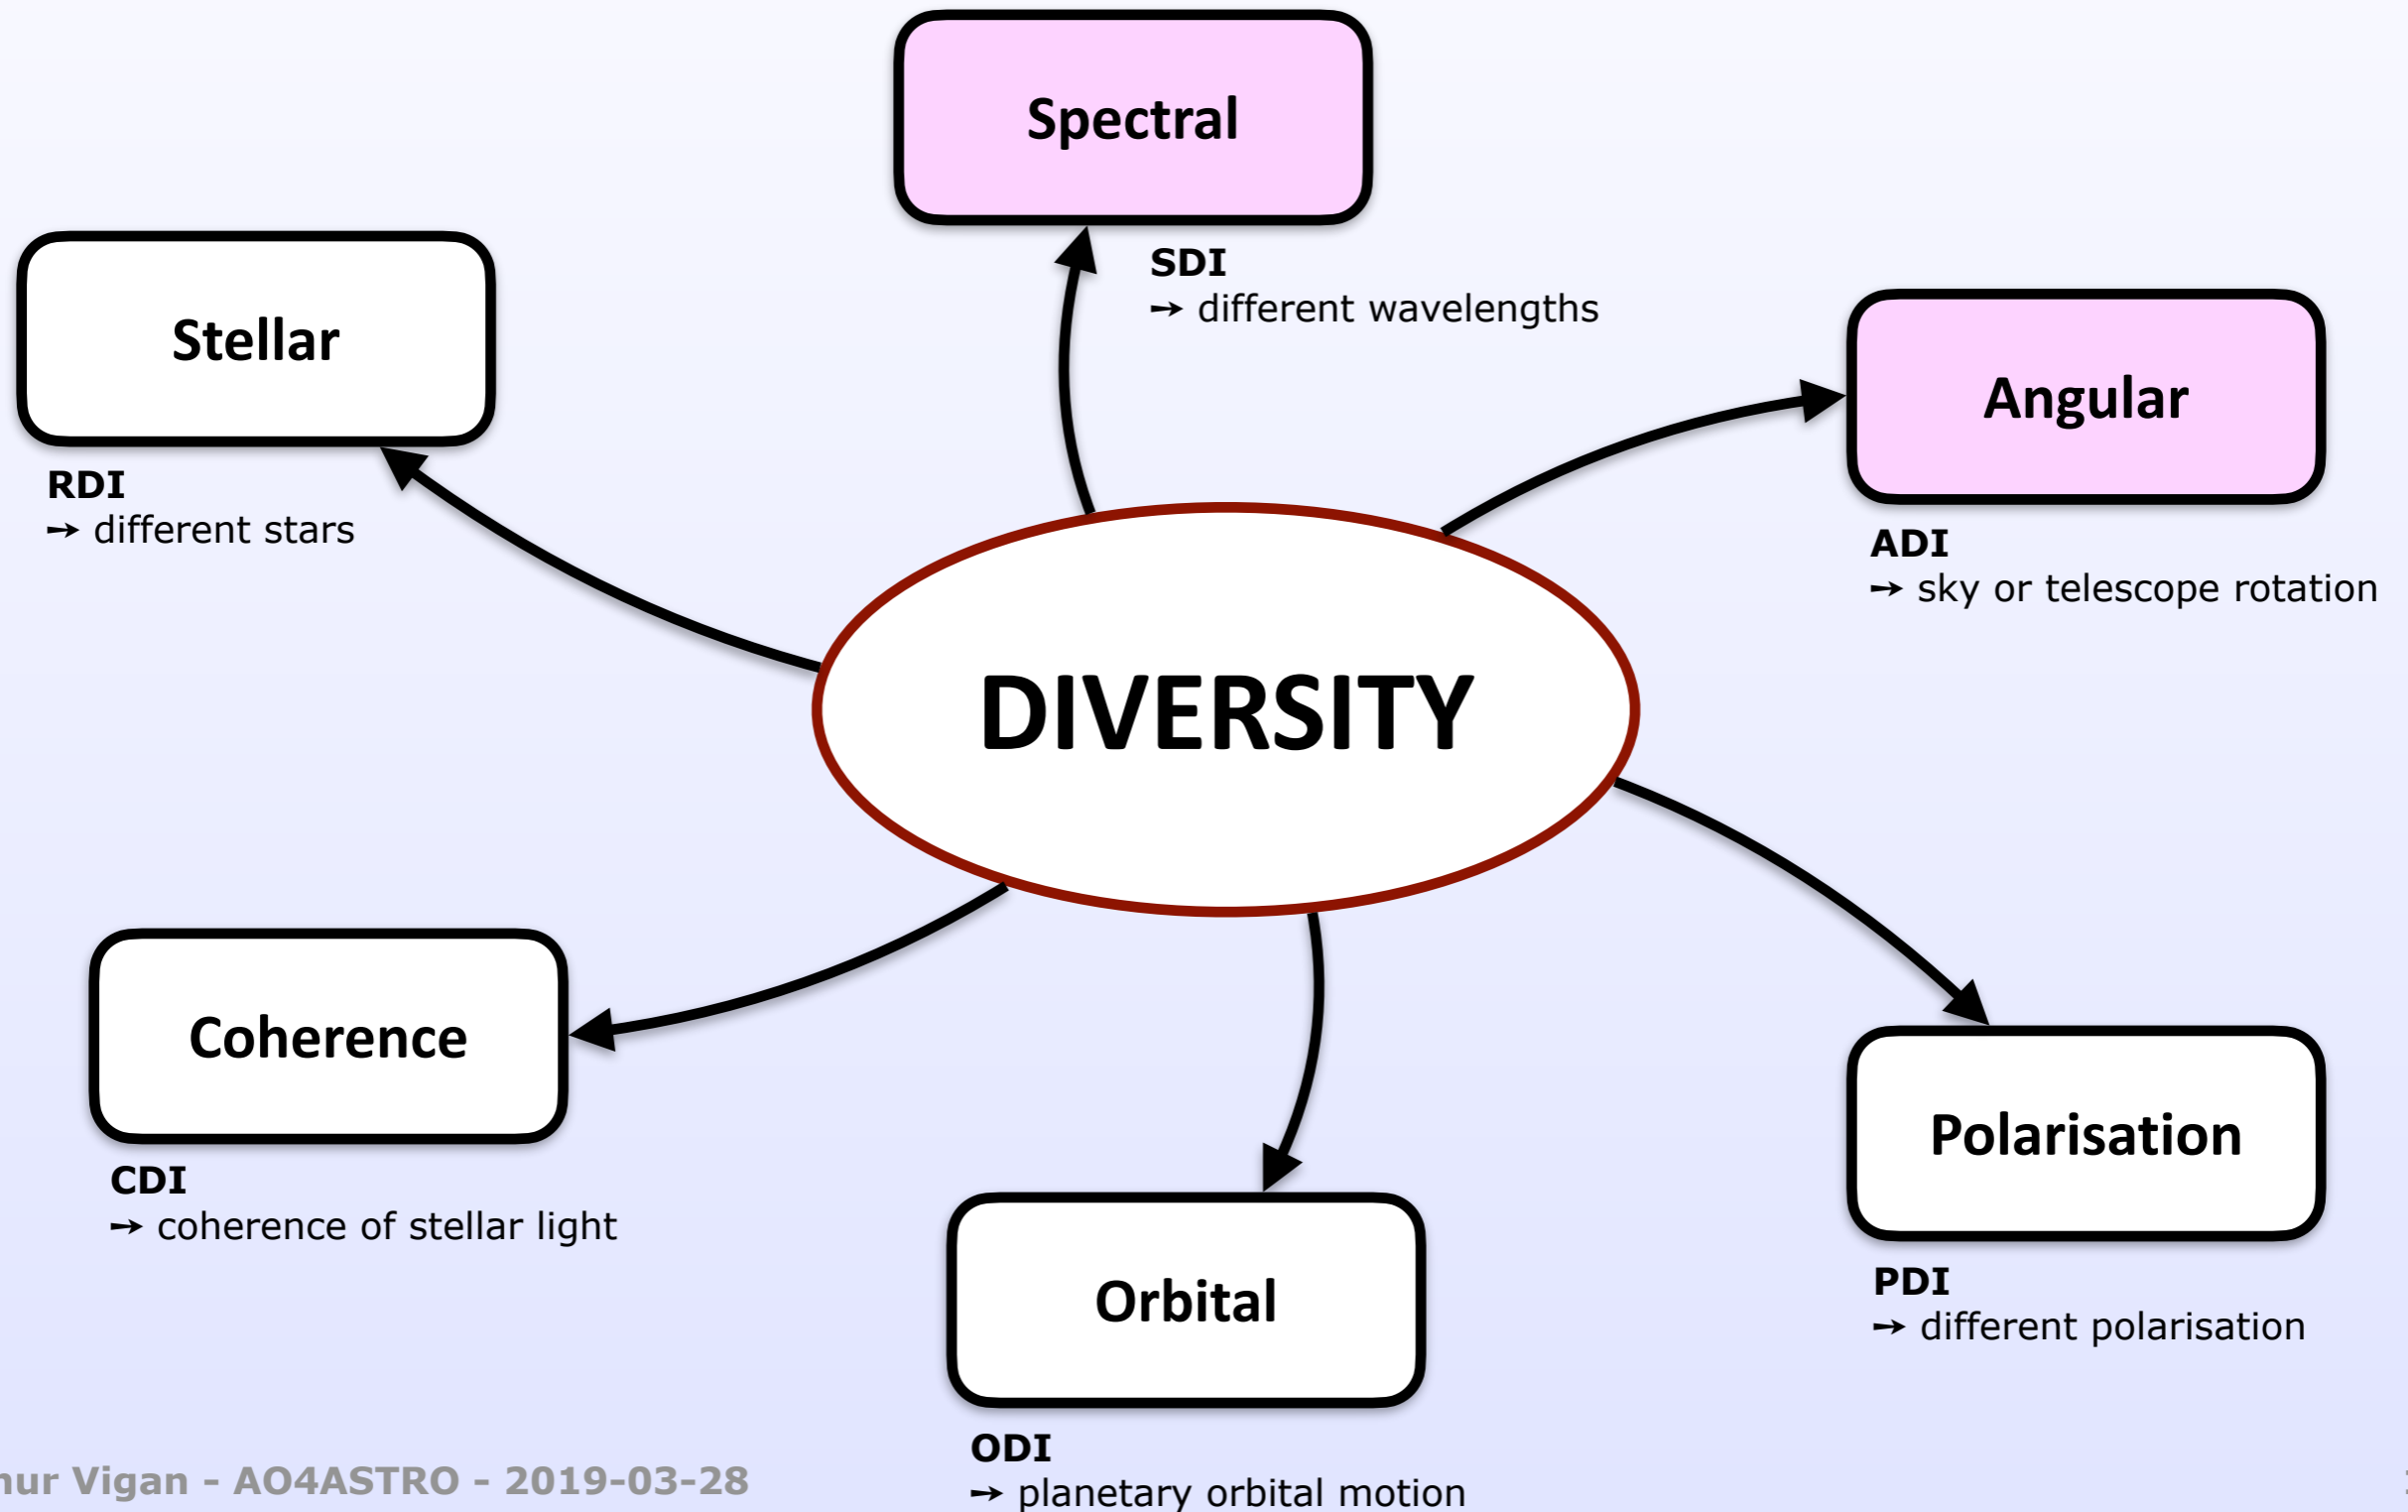 Spectral
SDI
➙ different wavelengths
Stellar
RDI
➙ different stars
Angular
ADI
➙ sky or telescope rotation
DIVERSITY
Coherence
CDI
➙ coherence of stellar light
Polarisation
PDI
➙ different polarisation
Orbital
ODI
➙ planetary orbital motion
Vigan - AO4ASTRO - 2019-03-28